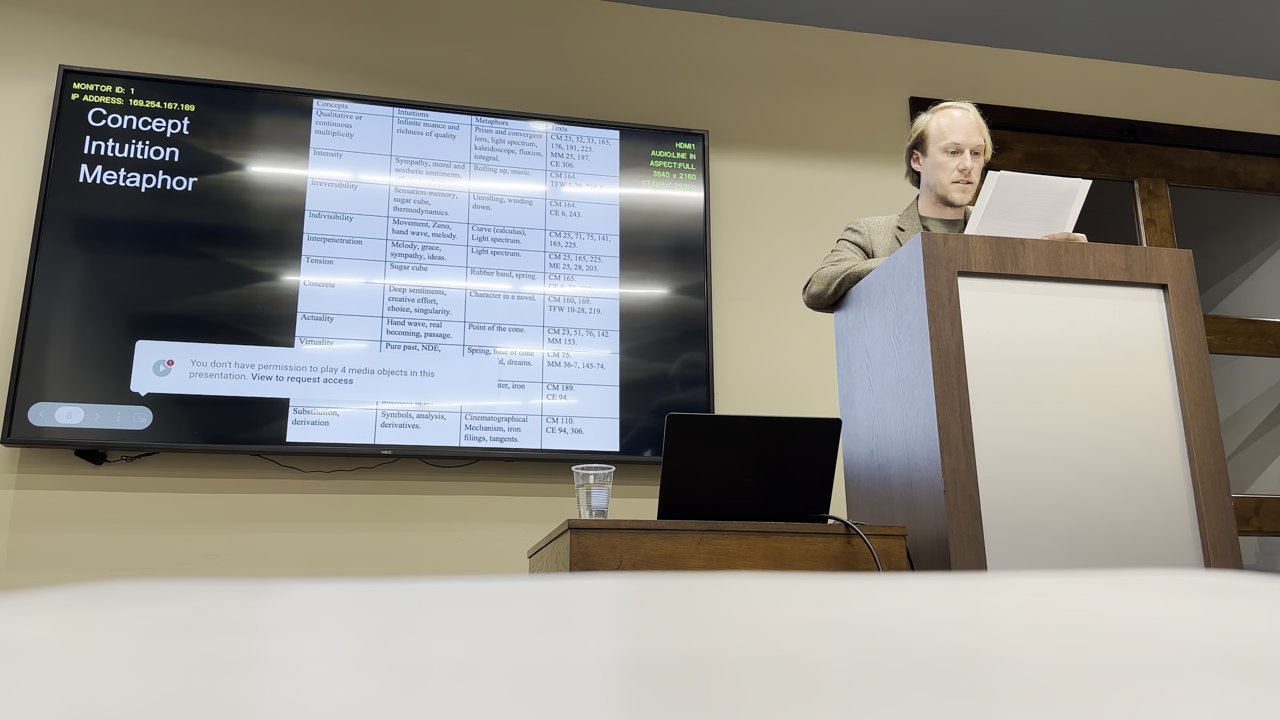 MONITOR ID: 1
IP ADDRESS: 169.254.167.189
Concept
Intuition
Metaphor
HDMI1
AUDIO:LINE IN
ASPECT:FULL
3840 x 2160
Concepts Intuitions Metaphors Texts
Qualitative or continuous multiplicity
Infinite nuance and richness of quality
Prism and convergent lens, light spectrum, kaleidoscope, fluxion, integral.
CM 25, 32, 33, 165, 176, 191, 225.
MM 25, 197.
CE 306.
Intensity
Sympathy, moral and aesthetic sentiments.
Rolling up, music.
CM 164.
Irreversibility
Sensation-memory, sugar cube, thermodynamics.
Unrolling, winding down.
CM 164.
CE 6, 243.
Indivisibility
Movement, Zeno, hand wave, melody.
Curve (calculus), Light spectrum.
CM 25, 71, 75, 141, 165, 225.
Interpenetration
Melody, grace, sympathy, ideas.
Light spectrum.
CM 25, 165, 225.
ME 25, 28, 203.
Tension
Sugar cube
Rubber band, spring.
CM 165.
Concrete
Deep sentiments, creative effort, choice, singularity.
Character in a novel.
CM 160, 169.
TFW 10-28, 219.
Actuality
Hand wave, real becoming, passage.
Point of the cone.
CM 23, 51, 76, 142.
MM 153.
Virtuality
Pure past, NDE,
Spring, base of cone
dreams.
CM 75.
MM 36-7, 145-74.
iron
CM 189.
CE 94.
Substitution, derivation
Symbols, analysis, derivatives.
Cinematographical Mechanism, iron filings, tangents.
CM 110.
CE 94, 306.
You don't have permission to play 4 media objects in this
presentation. View to request access
8
NEC